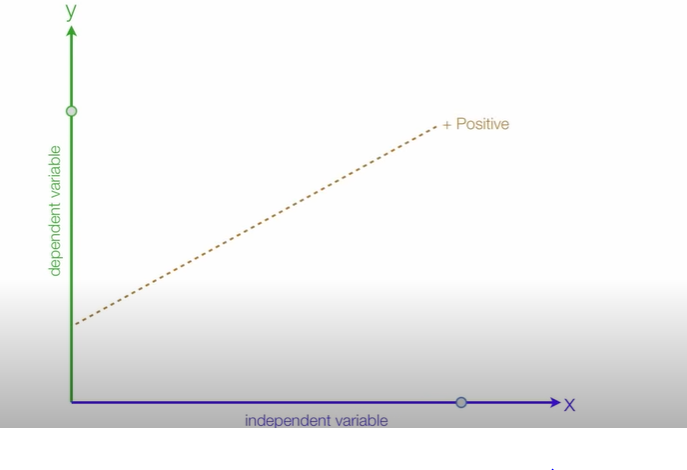 y
dependent variable
+ Positive
x
independent variable